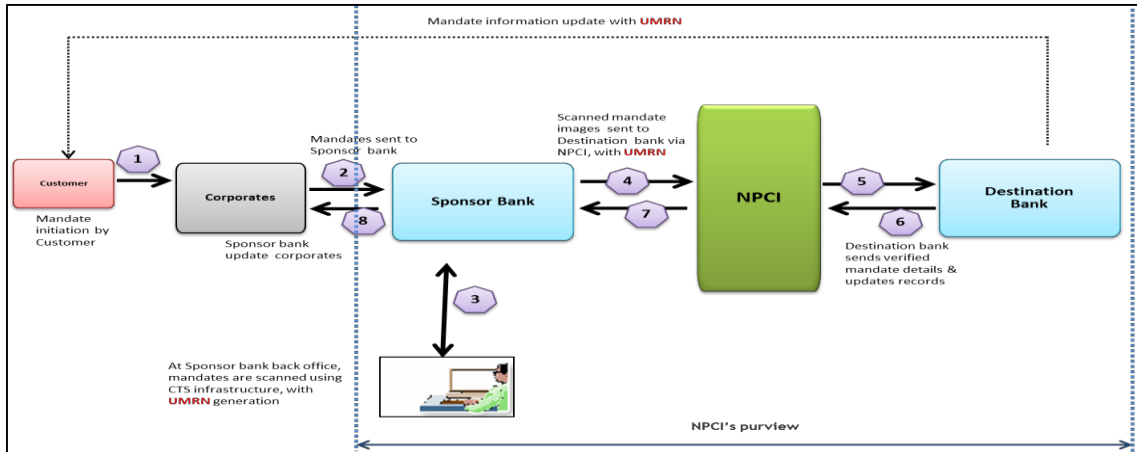 Mandate information update with UMRN
Scanned mandate
images sent to
Destination bank via
NPCI, with UMRN
Mandates sent to
Sponsor bank
1
2
4
5
Customer
Corporates
Sponsor Bank
NPCI
Destination
Bank
8
7
6
Mandate
initiation by
Customer
Sponsor bank
update corporates
Destination bank
sends verified
mandate details &
updates records
3
At Sponsor bank back office,
mandates are scanned using
CTS infrastructure, with
UMRN generation
NPCI's purview